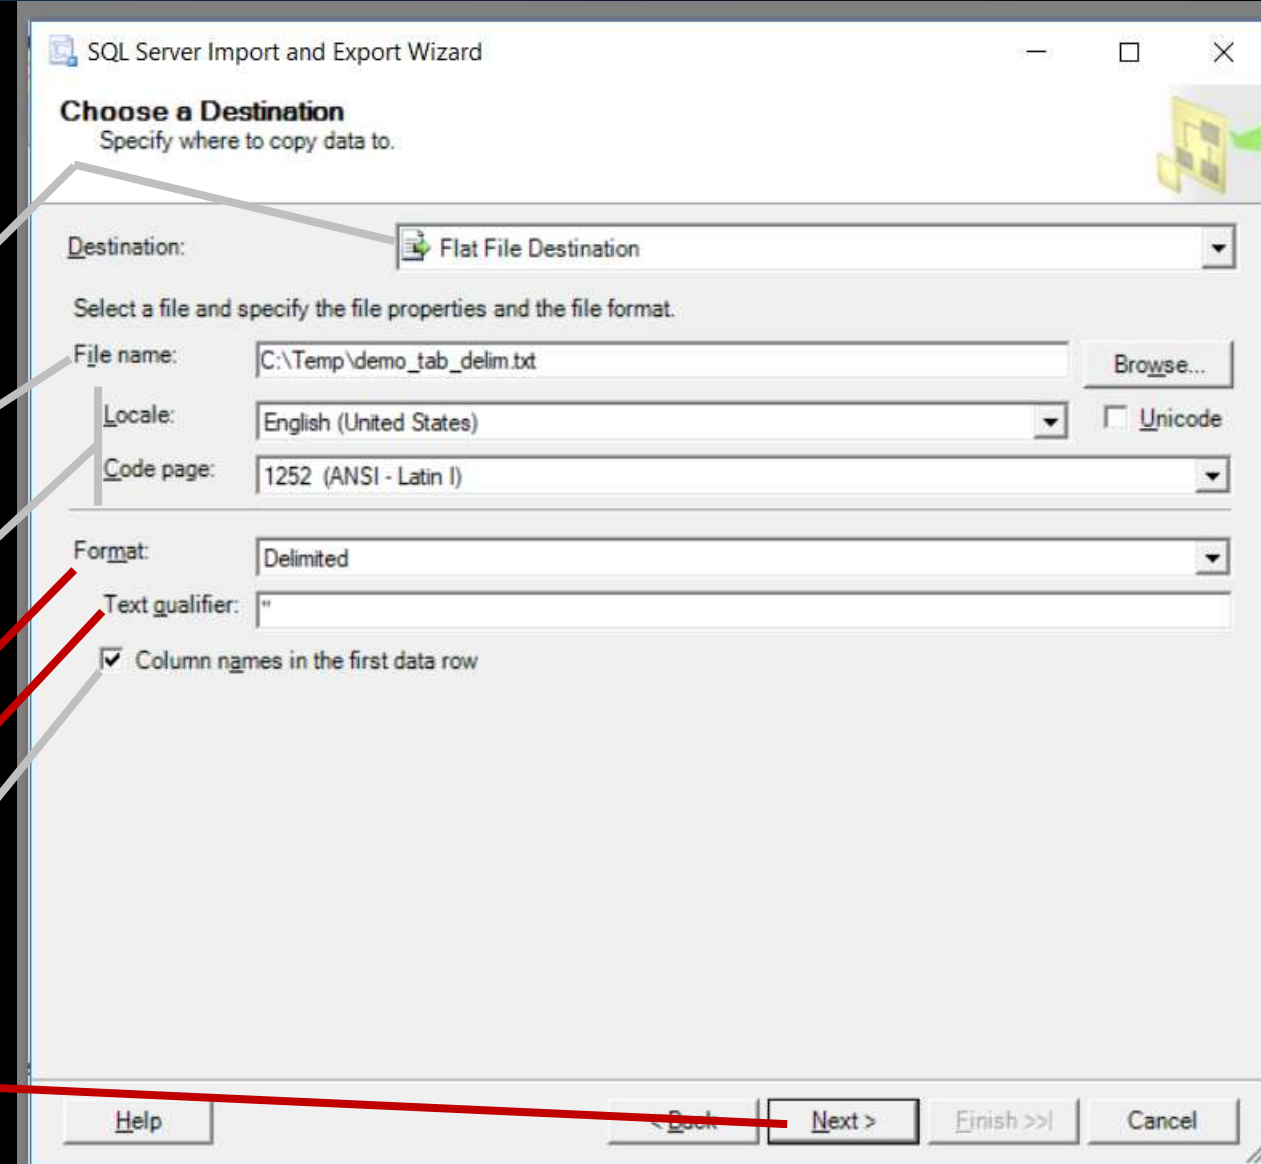 SQL Server Import and Export Wizard
Choose a Destination
Specify where to copy data to.
Destination: Flat File Destination
Select a file and specify the file properties and the file format.
File name: C:\Temp\demo_tab_delim.txt Browse...
Locale: English (United States) Unicode
Code page: 1252 (ANSI - Latin I)
Format: Delimited
Text qualifier: "
Column names in the first data row
Help < Back Next > Finish >>| Cancel